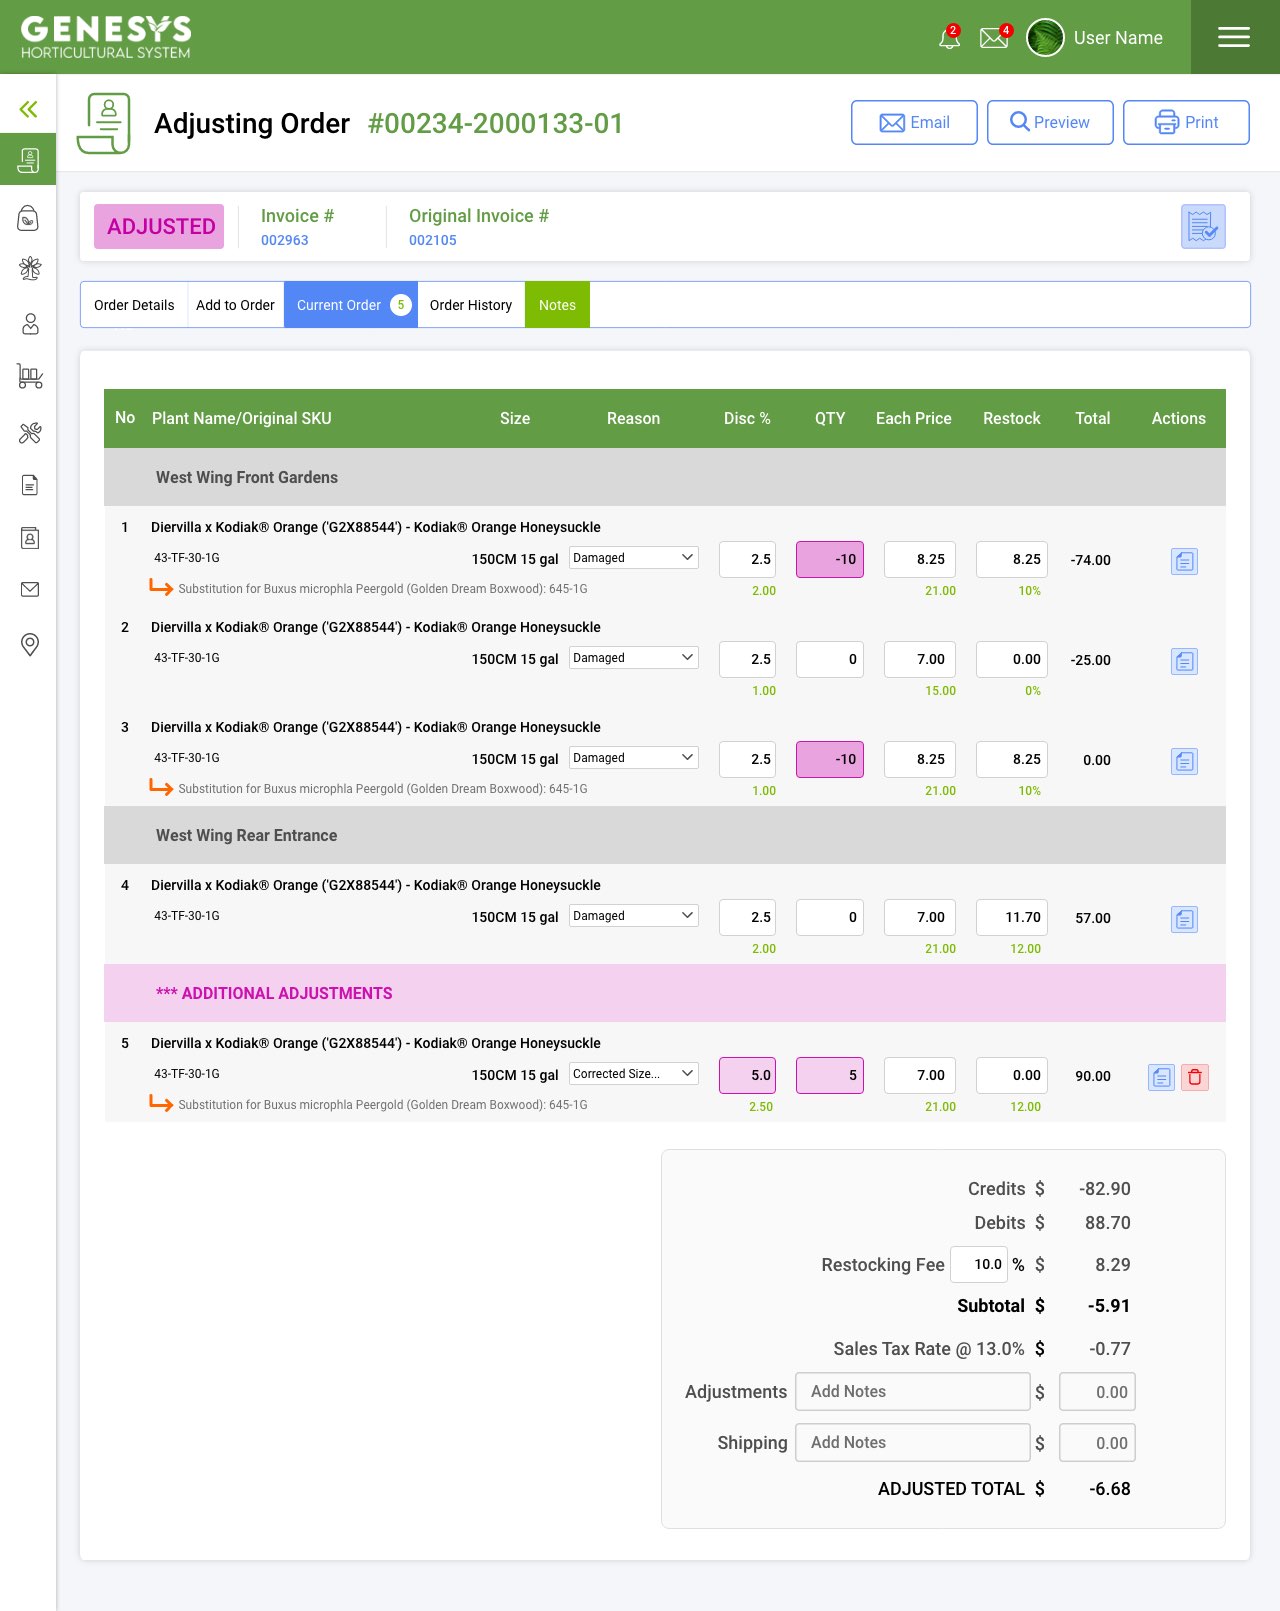 GENESYS
HORTICULTURAL SYSTEM
2
4
User Name
Adjusting Order #00234-2000133-01
Email
Preview
Print
ADJUSTED
Invoice #
002963
Original Invoice #
002105
Order Details
Add to Order
Current Order 5
Order History
Notes
No Plant Name/Original SKU Size Reason Disc % QTY Each Price Restock Total Actions
West Wing Front Gardens
1 Diervilla x Kodiak® Orange ('G2X88544') - Kodiak® Orange Honeysuckle
43-TF-30-1G 150CM 15 gal Damaged 2.5 -10 8.25 8.25 -74.00
Substitution for Buxus microphla Peergold (Golden Dream Boxwood): 645-1G 2.00 21.00 10%
2 Diervilla x Kodiak® Orange ('G2X88544') - Kodiak® Orange Honeysuckle
43-TF-30-1G 150CM 15 gal Damaged 2.5 0 7.00 0.00 -25.00
1.00 15.00 0%
3 Diervilla x Kodiak® Orange ('G2X88544') - Kodiak® Orange Honeysuckle
43-TF-30-1G 150CM 15 gal Damaged 2.5 -10 8.25 8.25 0.00
Substitution for Buxus microphla Peergold (Golden Dream Boxwood): 645-1G 1.00 21.00 10%
West Wing Rear Entrance
4 Diervilla x Kodiak® Orange ('G2X88544') - Kodiak® Orange Honeysuckle
43-TF-30-1G 150CM 15 gal Damaged 2.5 0 7.00 11.70 57.00
2.00 21.00 12.00
*** ADDITIONAL ADJUSTMENTS
5 Diervilla x Kodiak® Orange ('G2X88544') - Kodiak® Orange Honeysuckle
43-TF-30-1G 150CM 15 gal Corrected Size... 5.0 5 7.00 0.00 90.00
Substitution for Buxus microphla Peergold (Golden Dream Boxwood): 645-1G 2.50 21.00 12.00
Credits $ -82.90
Debits $ 88.70
Restocking Fee 10.0 % $ 8.29
Subtotal $ -5.91
Sales Tax Rate @ 13.0% $ -0.77
Adjustments Add Notes $ 0.00
Shipping Add Notes $ 0.00
ADJUSTED TOTAL $ -6.68